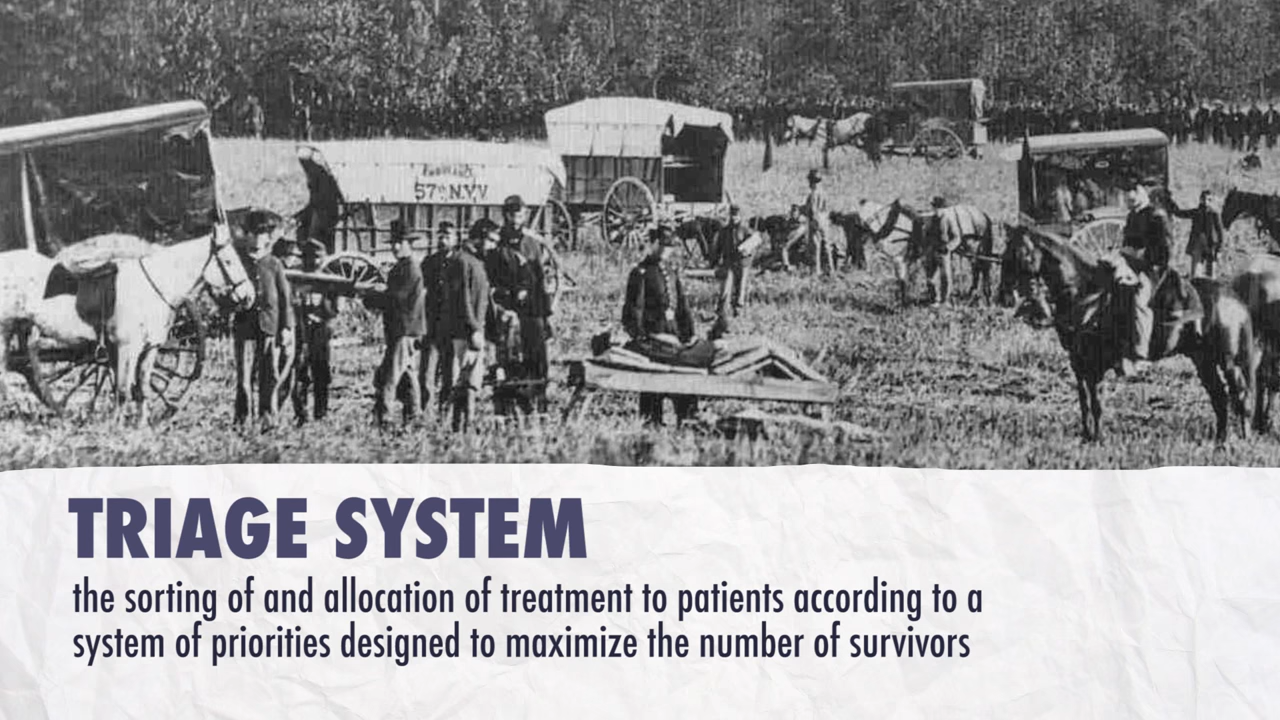 57th N.Y.V
TRIAGE SYSTEM
the sorting of and allocation of treatment to patients according to a
system of priorities designed to maximize the number of survivors